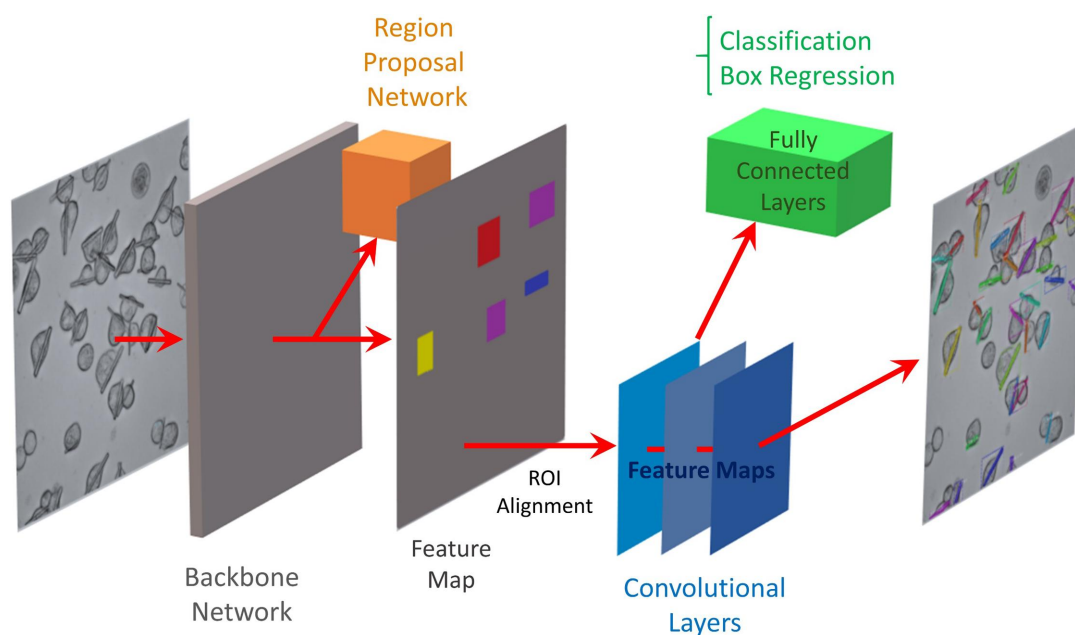 Region
Proposal
Network
Classification
Box Regression
Fully
Connected
Layers
ROI
Alignment
Feature Maps
Feature
Map
Backbone
Network
Convolutional
Layers